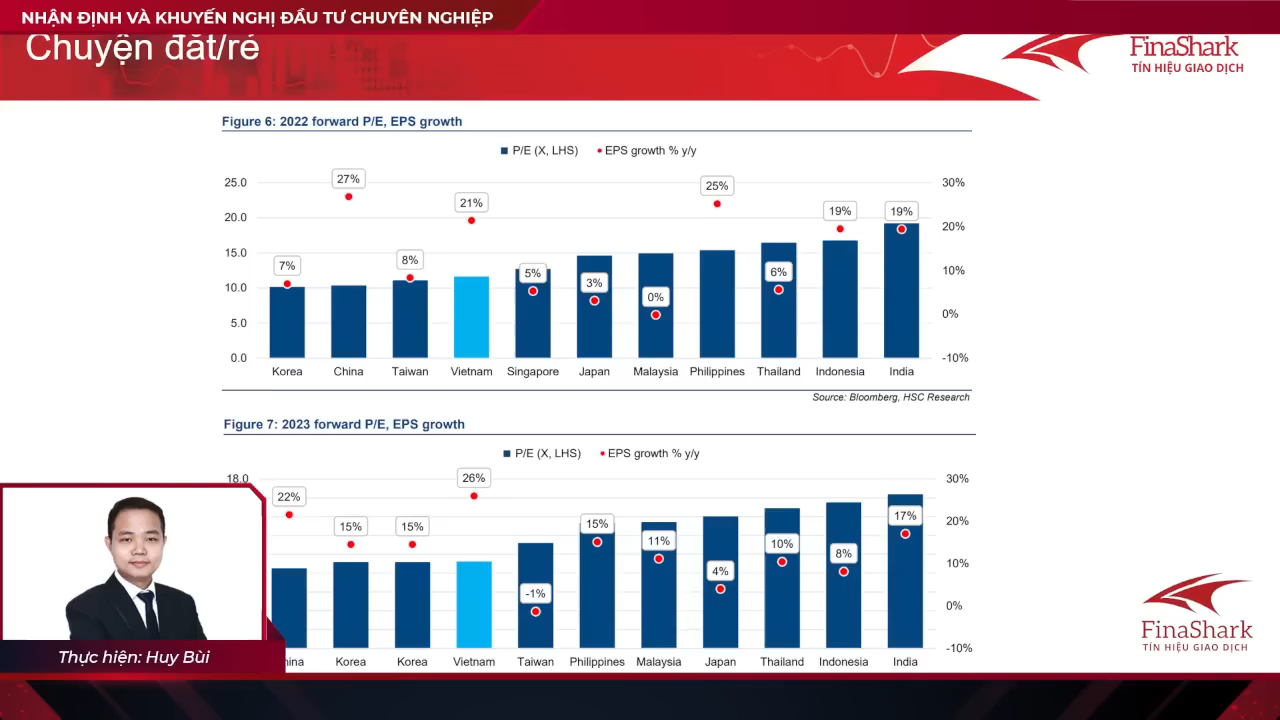 NHẬN ĐỊNH VÀ KHUYẾN NGHỊ ĐẦU TƯ CHUYÊN NGHIỆP
Chuyện đắt/rẻ
FinaShark
TÍN HIỆU GIAO DỊCH
Figure 6: 2022 forward P/E, EPS growth
P/E (X, LHS) EPS growth % y/y
25.0 20.0 15.0 10.0 5.0 0.0
30% 20% 10% 0% -10%
7% 27% 8% 21% 5% 3% 0% 25% 6% 19% 19%
Korea China Taiwan Vietnam Singapore Japan Malaysia Philippines Thailand Indonesia India
Source: Bloomberg, HSC Research
Figure 7: 2023 forward P/E, EPS growth
P/E (X, LHS) EPS growth % y/y
18.0
30% 20% 10% 0% -10%
22% 15% 15% 26% -1% 15% 11% 4% 10% 8% 17%
ina Korea Korea Vietnam Taiwan Philippines Malaysia Japan Thailand Indonesia India
Thực hiện: Huy Bùi
FinaShark
TÍN HIỆU GIAO DỊCH